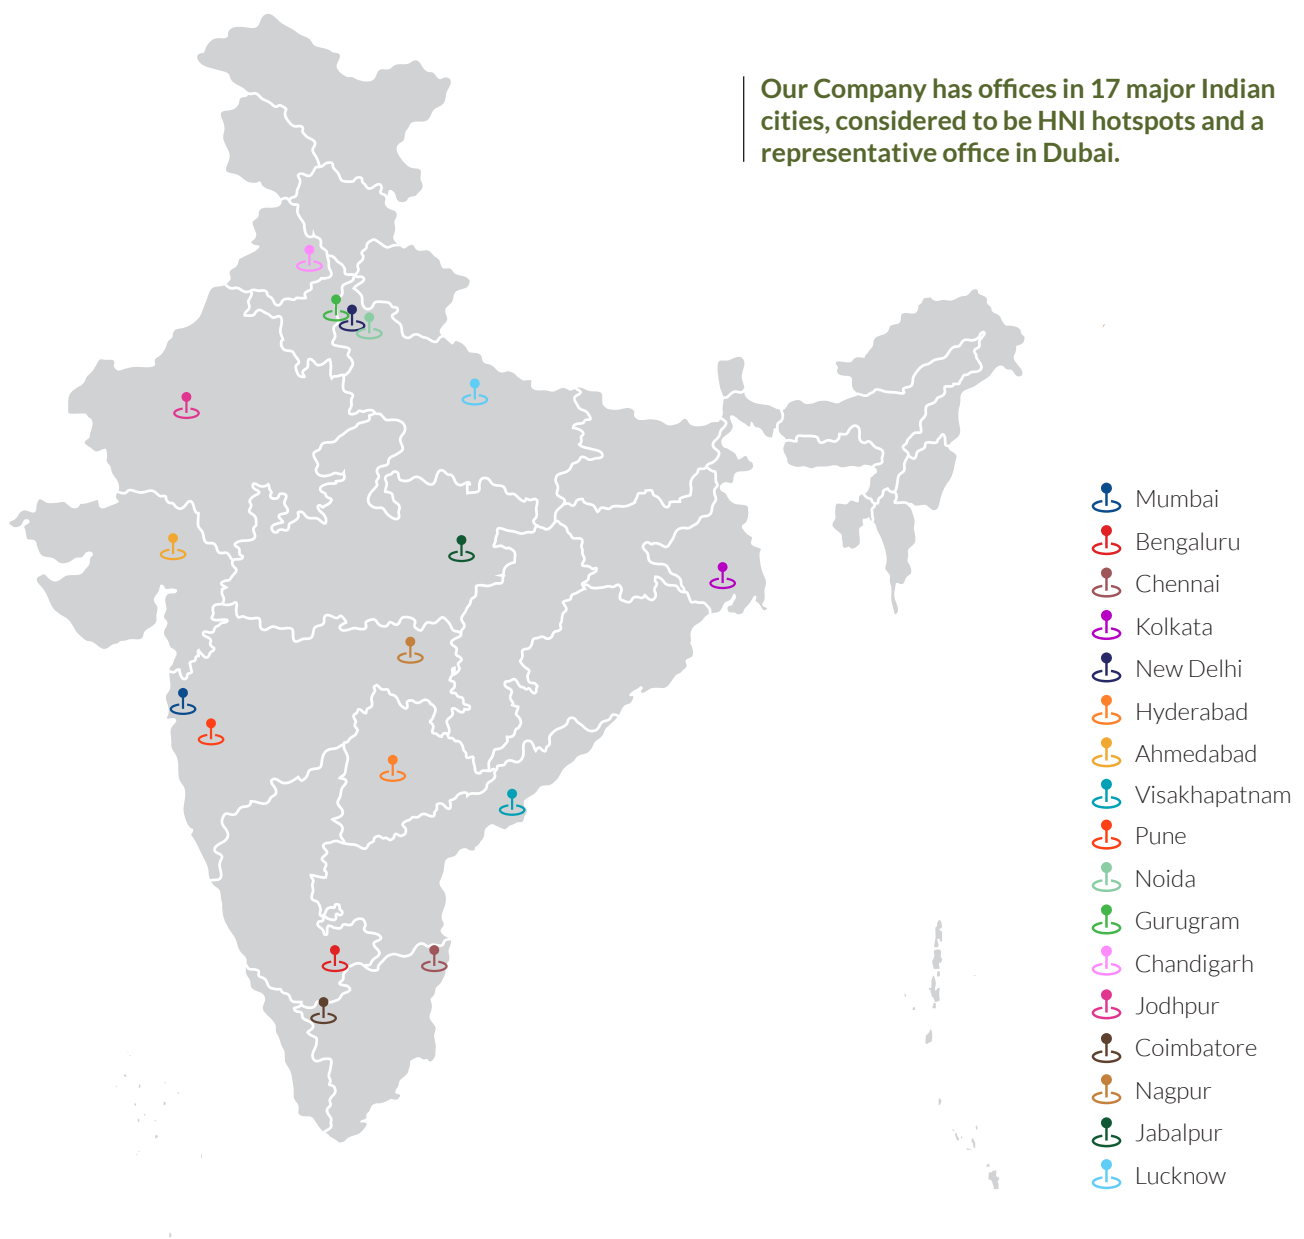 Our Company has offices in 17 major Indian
cities, considered to be HNI hotspots and a
representative office in Dubai.
Mumbai
Bengaluru
Chennai
Kolkata
New Delhi
Hyderabad
Ahmedabad
Visakhapatnam
Pune
Noida
Gurugram
Chandigarh
Jodhpur
Coimbatore
Nagpur
Jabalpur
Lucknow